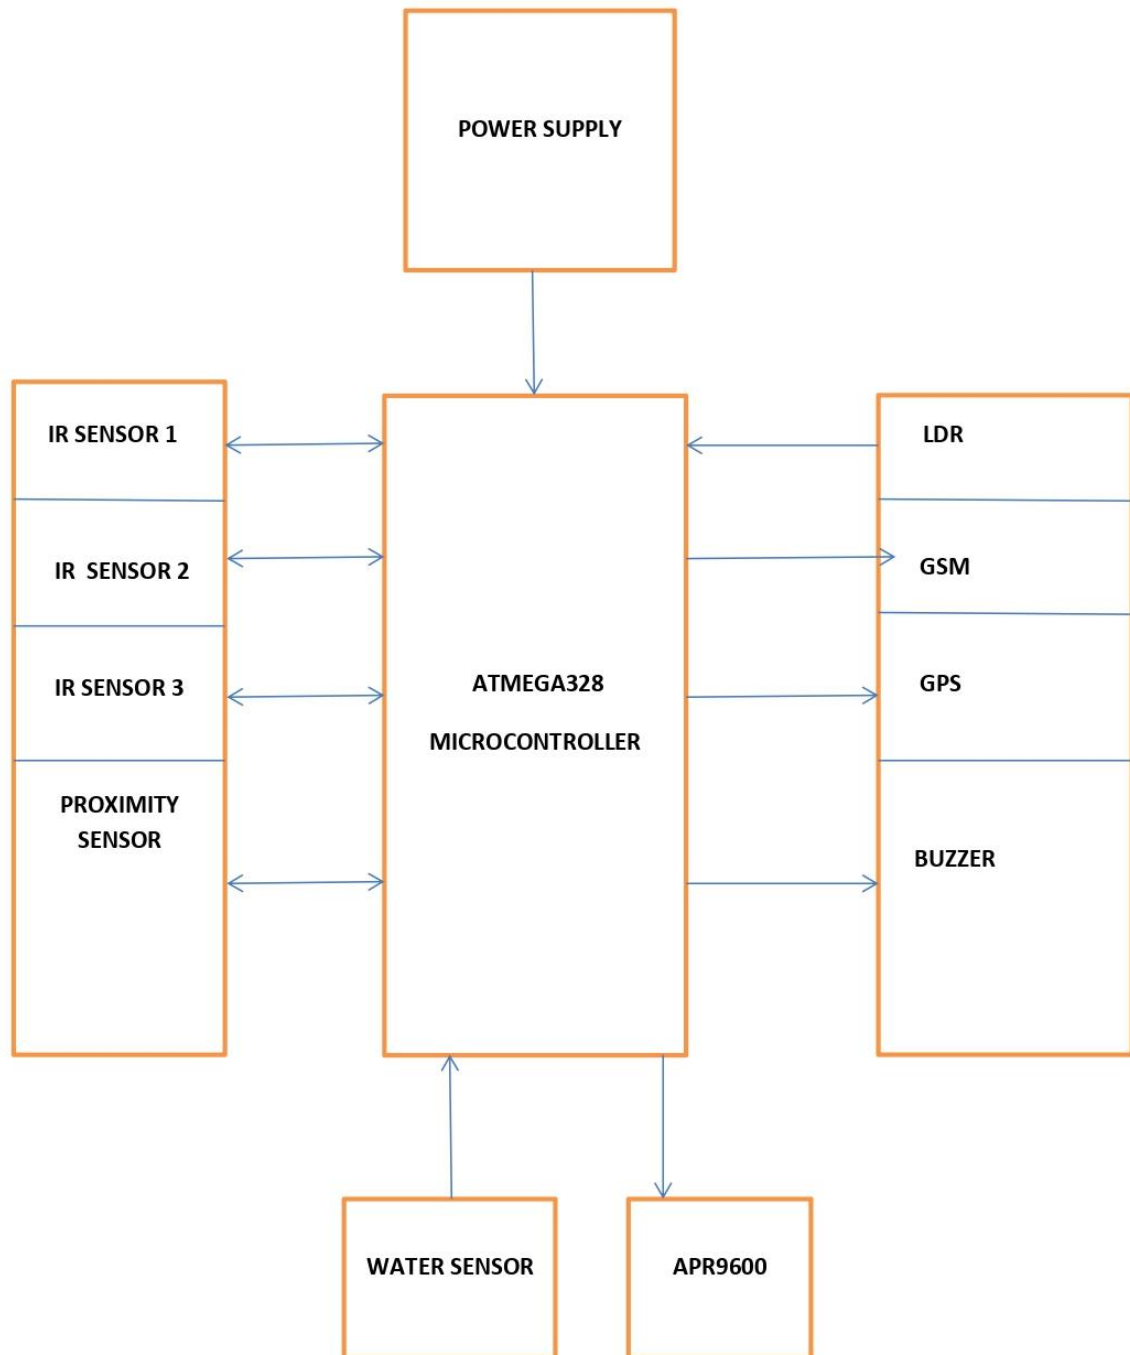 POWER SUPPLY
IR SENSOR 1
IR SENSOR 2
IR SENSOR 3
PROXIMITY
SENSOR
ATMEGA328
MICROCONTROLLER
LDR
GSM
GPS
BUZZER
WATER SENSOR
APR9600